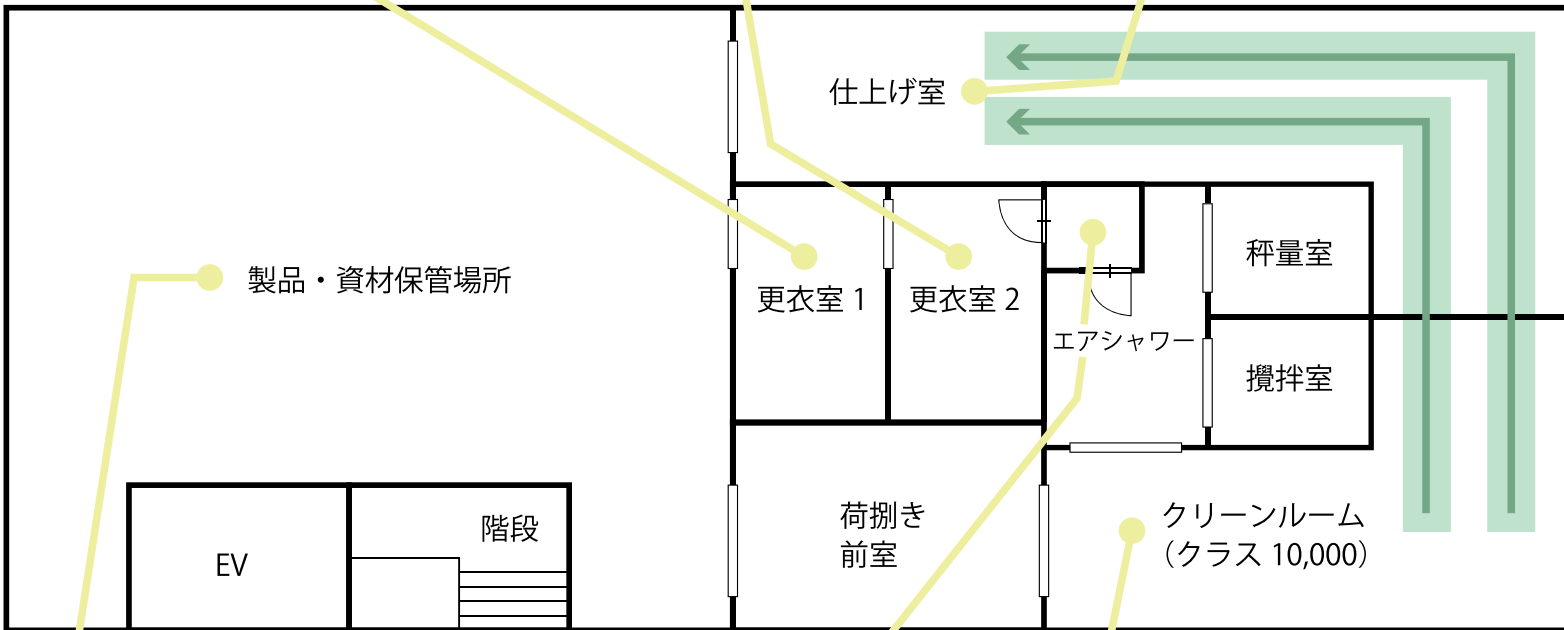 仕上げ室
製品・資材保管場所
更衣室 1
更衣室 2
エアシャワー
秤量室
攪拌室
EV
階段
荷捌き
前室
クリーンルーム
（クラス 10,000）